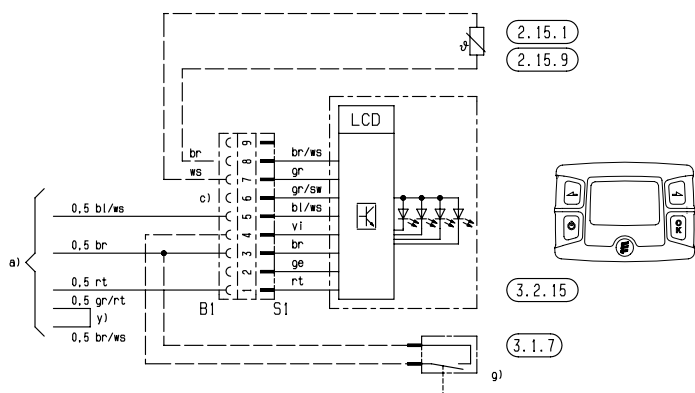 2.15.1
ϑ
2.15.9
LCD
9
br
8
br/ws
ws
7
gr
c)
6
gr/sw
0,5 bl/ws
5
bl/ws
4
vi
a)
0,5 br
3
br
2
ge
0,5 rt
1
rt
0,5 gr/rt
B1
S1
y)
0,5 br/ws
3.2.15
OK
3.1.7
g)